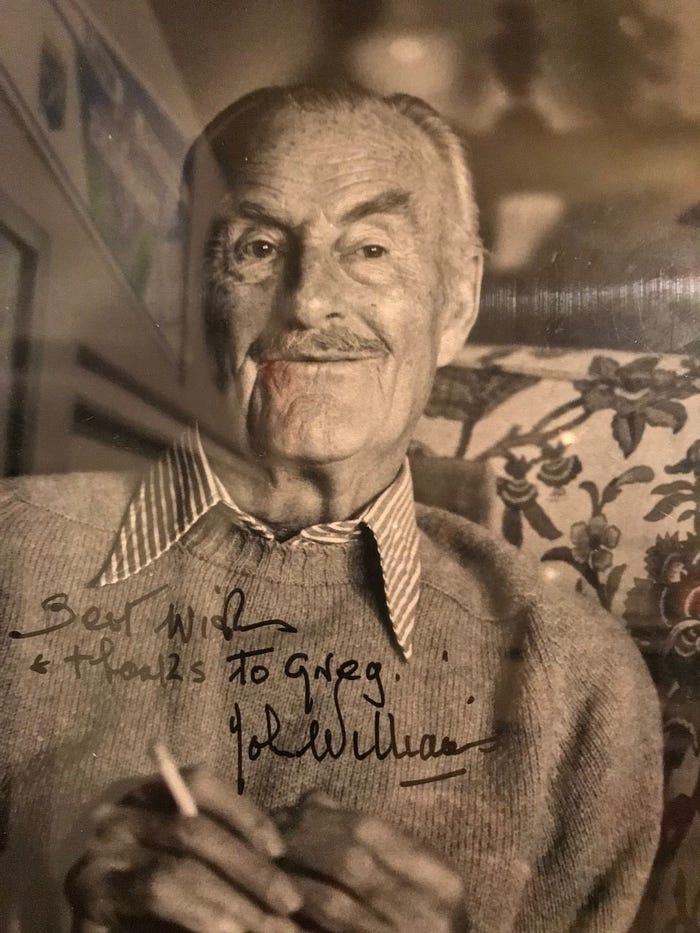 Best Wishes
& thanks To Greg.
John Williams